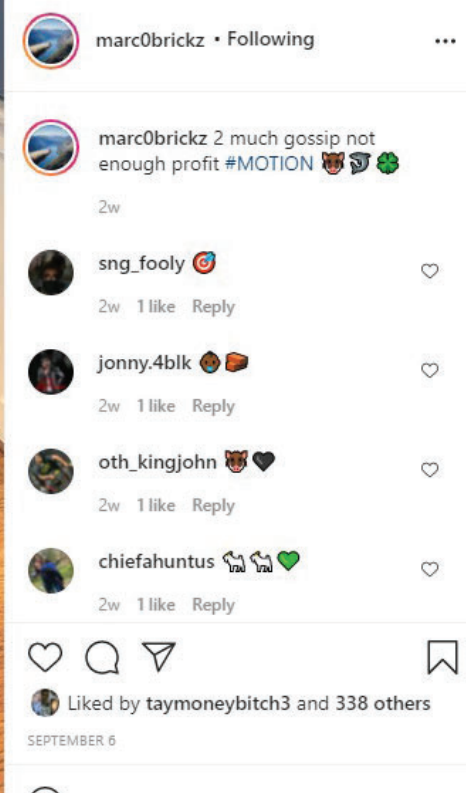 marc0brickz • Following
marc0brickz 2 much gossip not
enough profit #MOTION 🐗🦈🍀
2w
sng_fooly 🎯
2w 1 like Reply
jonny.4blk 👶🏾🧱
2w 1 like Reply
oth_kingjohn 🐗🖤
2w 1 like Reply
chiefahuntus 🐐🐐💚
2w 1 like Reply
Liked by taymoneybitch3 and 338 others
SEPTEMBER 6